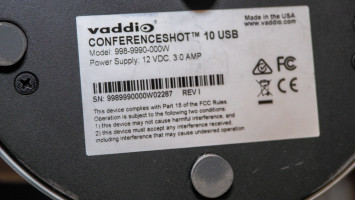 vaddio
Made in the USA
www.vaddio.com
CONFERENCESHOT™ 10 USB
Model: 998-9990-000W
Power Supply: 12 VDC, 3.0 AMP
SN: 9989990000W02287 REV I
This device complies with Part 15 of the FCC Rules
Operation is subject to the following two conditions:
1) this device may not cause harmful interference, and
2) this device must accept any interference received,
including interference that may cause undesired operation